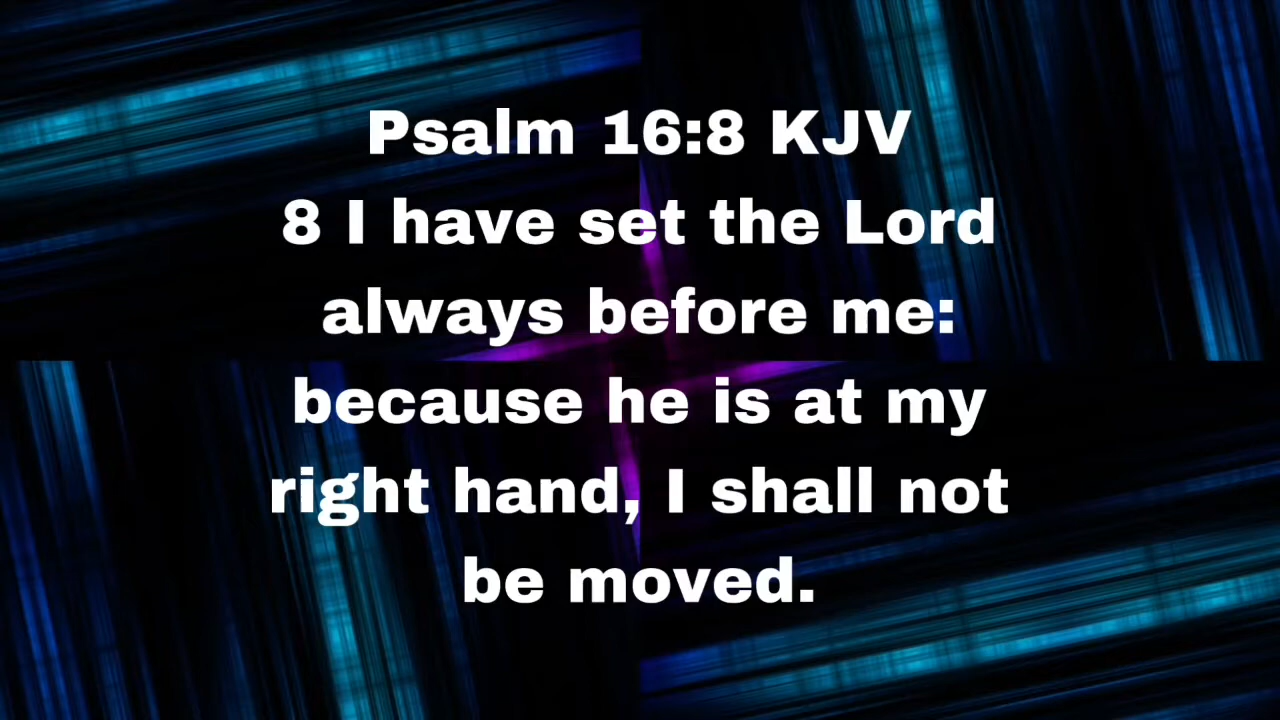 Psalm 16:8 KJV
8 I have set the Lord
always before me:
because he is at my
right hand, I shall not
be moved.